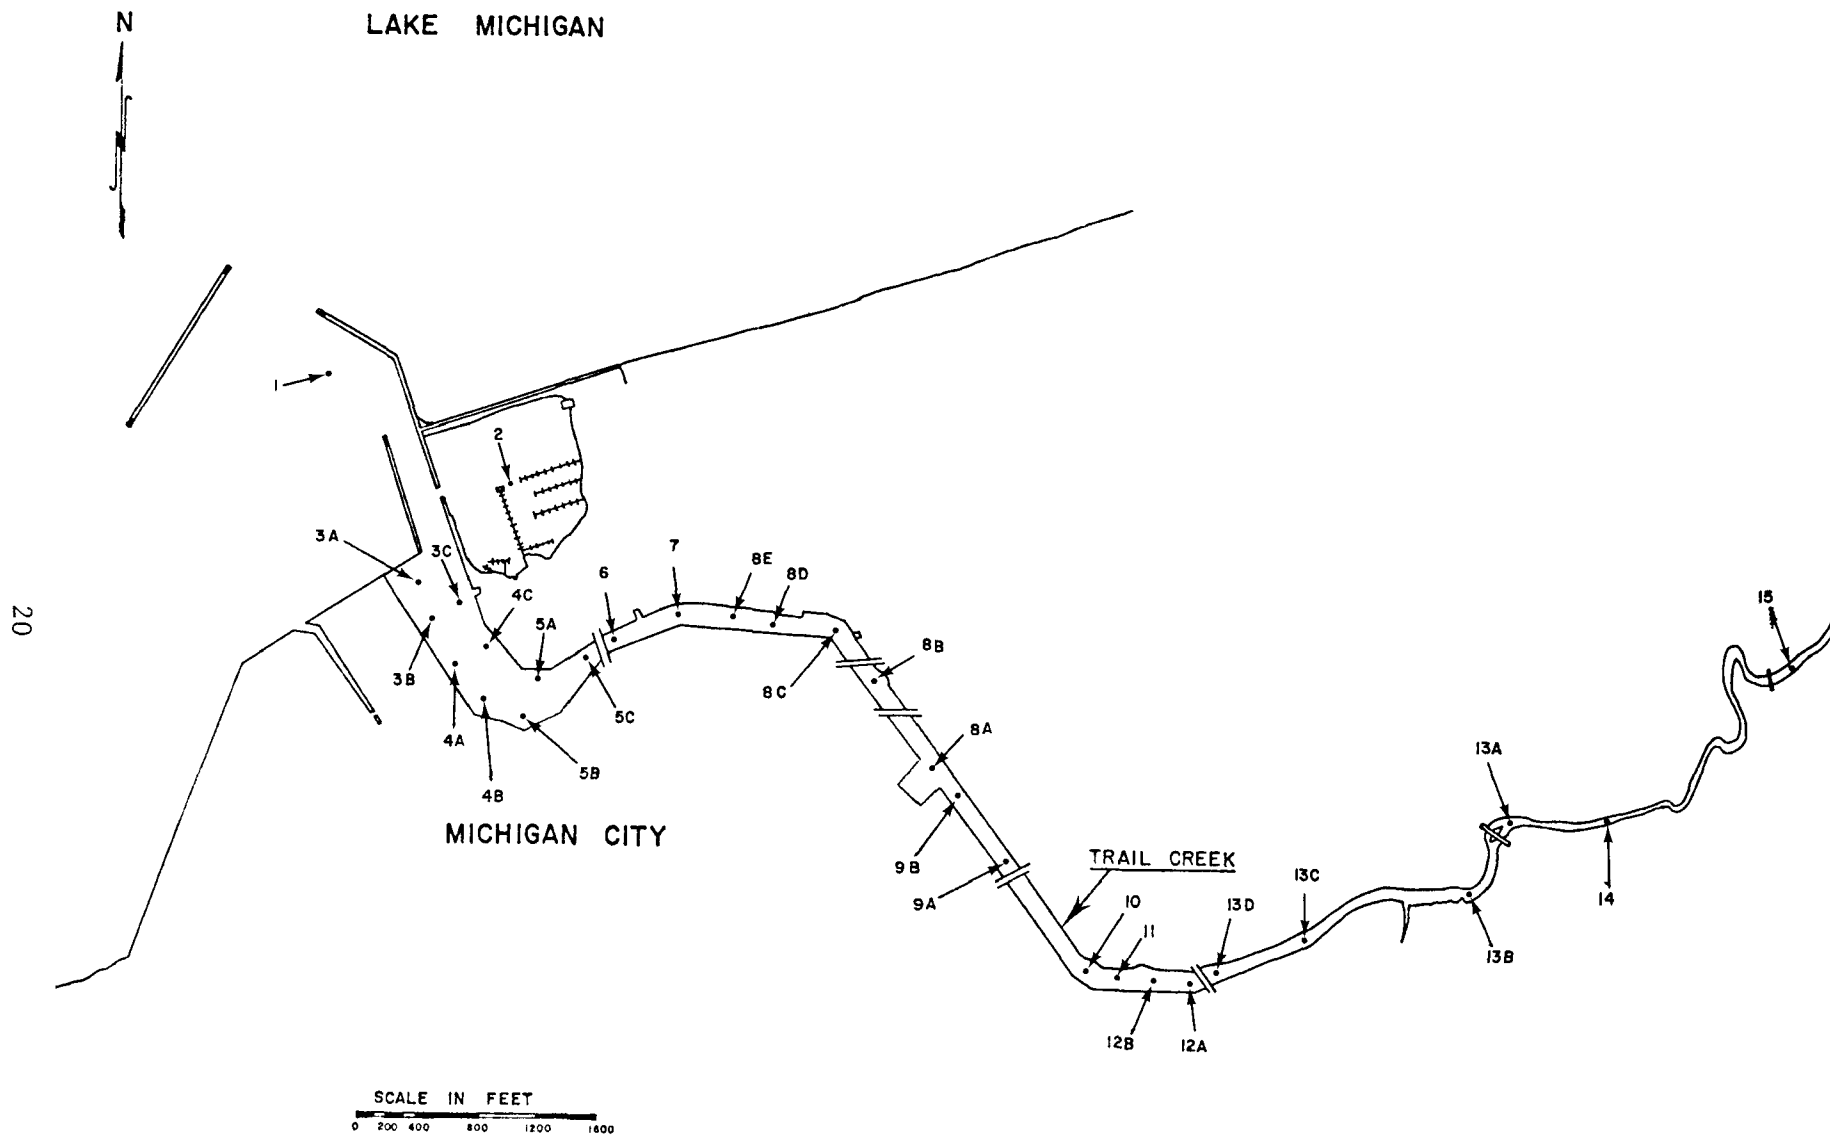 N
LAKE MICHIGAN
1
2
3A
3C
4C
5A
6
7
8E
8D
15
3B
4A
4B
5B
5C
8C
8B
8A
13A
MICHIGAN CITY
9B
9A
TRAIL CREEK
10
11
13D
13C
14
13B
12B
12A
SCALE IN FEET
0 200 400 800 1200 1600
20